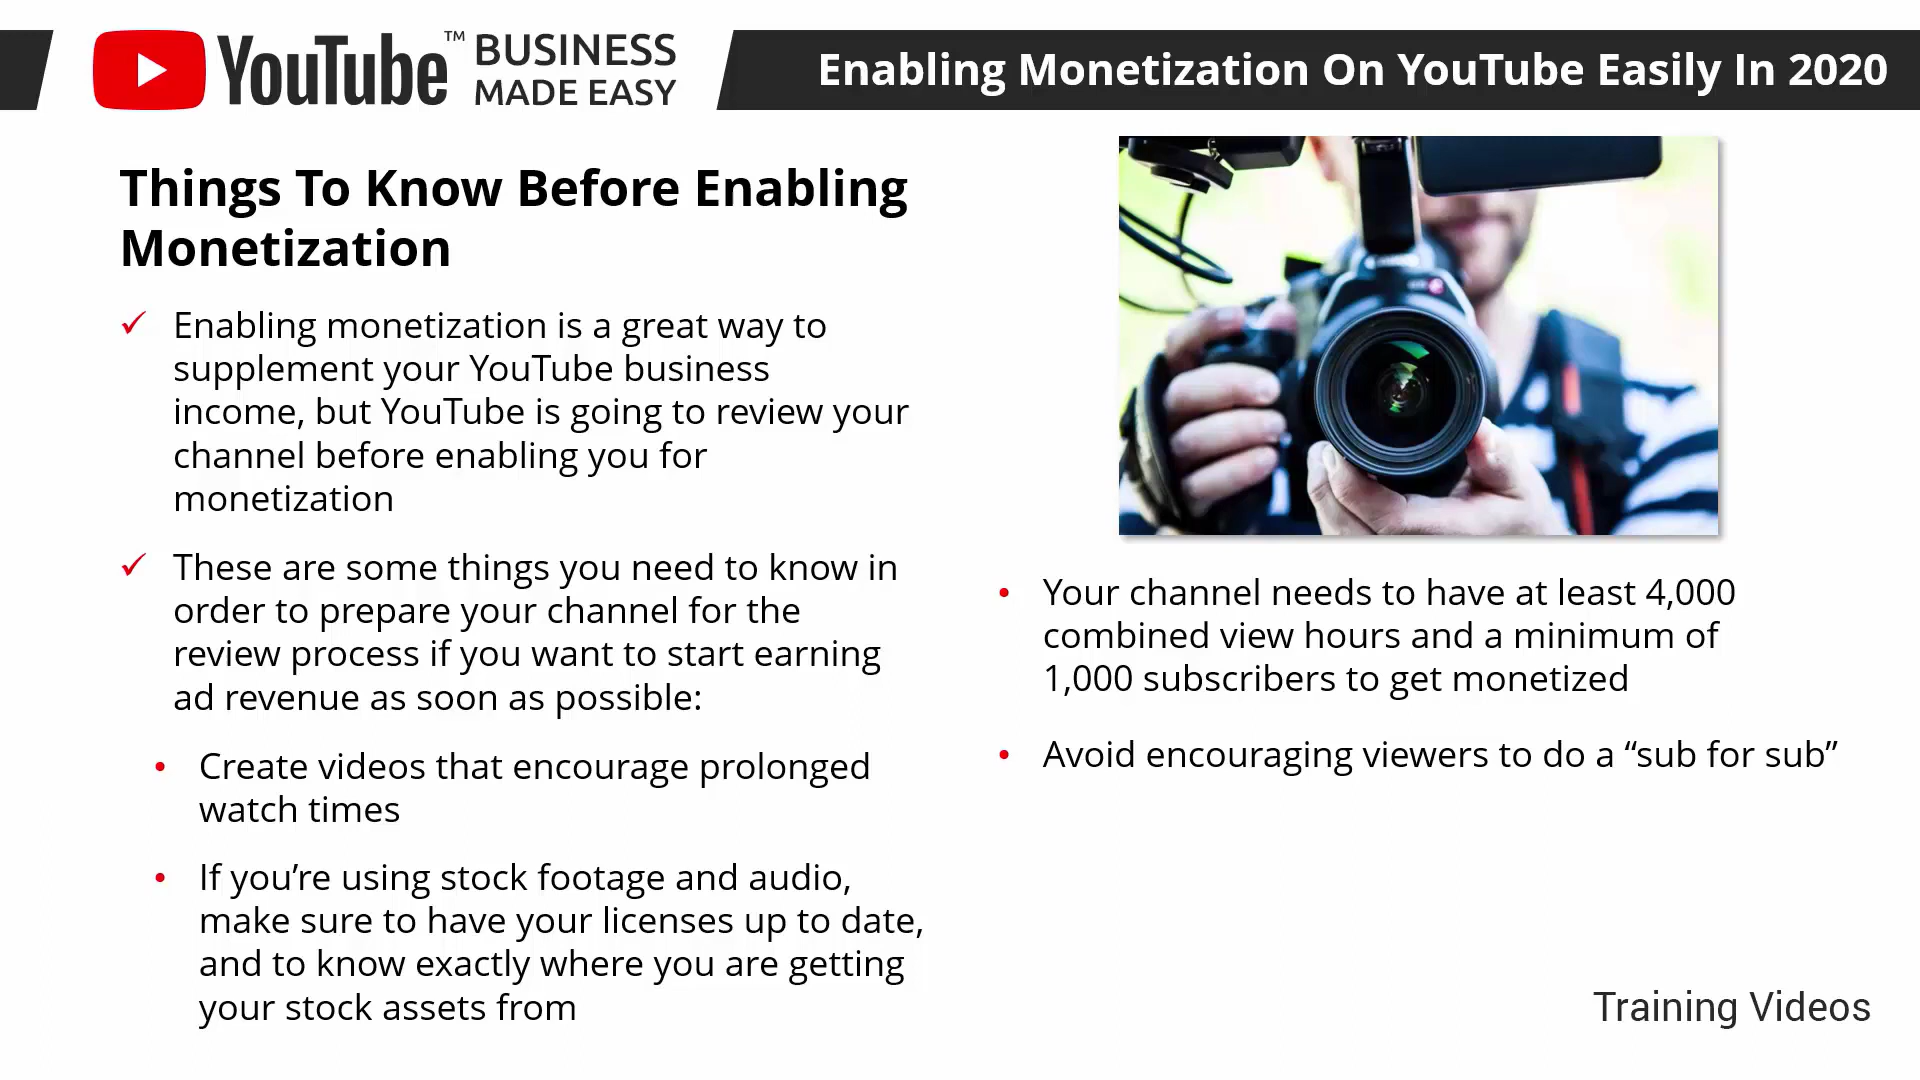 YouTube™ BUSINESS
MADE EASY
Enabling Monetization On YouTube Easily In 2020
Things To Know Before Enabling
Monetization
✓ Enabling monetization is a great way to
supplement your YouTube business
income, but YouTube is going to review your
channel before enabling you for
monetization
✓ These are some things you need to know in
order to prepare your channel for the
review process if you want to start earning
ad revenue as soon as possible:
• Create videos that encourage prolonged
watch times
• If you’re using stock footage and audio,
make sure to have your licenses up to date,
and to know exactly where you are getting
your stock assets from
• Your channel needs to have at least 4,000
combined view hours and a minimum of
1,000 subscribers to get monetized
• Avoid encouraging viewers to do a “sub for sub”
Training Videos